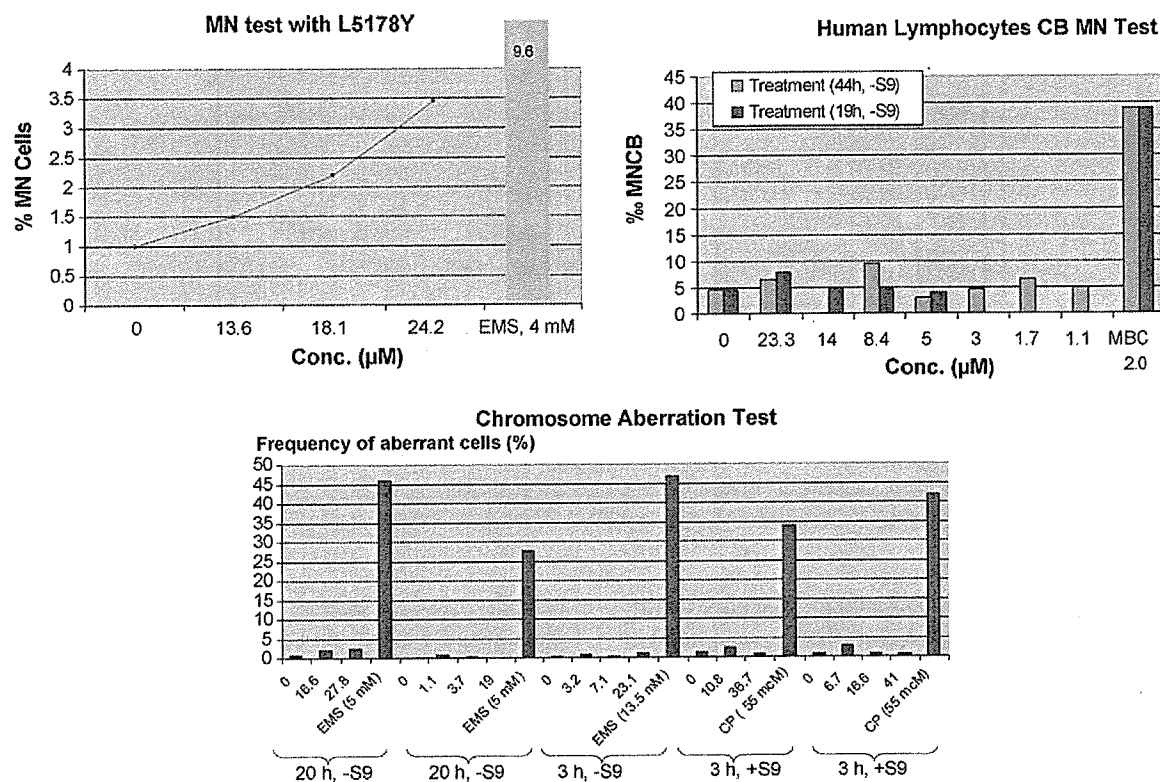 MN test with L5178Y
9.6
4
3.5
3
2.5
2
1.5
1
0.5
0
% MN Cells
0 13.6 18.1 24.2 EMS, 4 mM
Conc. (µM)
Human Lymphocytes CB MN Test
45
40
35
30
25
20
15
10
5
0
‰ MNCB
Treatment (44h, -S9)
Treatment (19h, -S9)
0 23.3 14 8.4 5 3 1.7 1.1 MBC
2.0
Conc. (µM)
Chromosome Aberration Test
Frequency of aberrant cells (%)
50
45
40
35
30
25
20
15
10
5
0
0 18.6 27.8 EMS (5 mM) 0 1.1 3.7 19 EMS (5 mM) 0 3.2 7.1 23.1 EMS (13.5 mM) 0 10.8 38.7 CP ( 55 mcM) 0 6.7 18.6 41 CP (55 mcM)
20 h, -S9 20 h, -S9 3 h, -S9 3 h, +S9 3 h, +S9